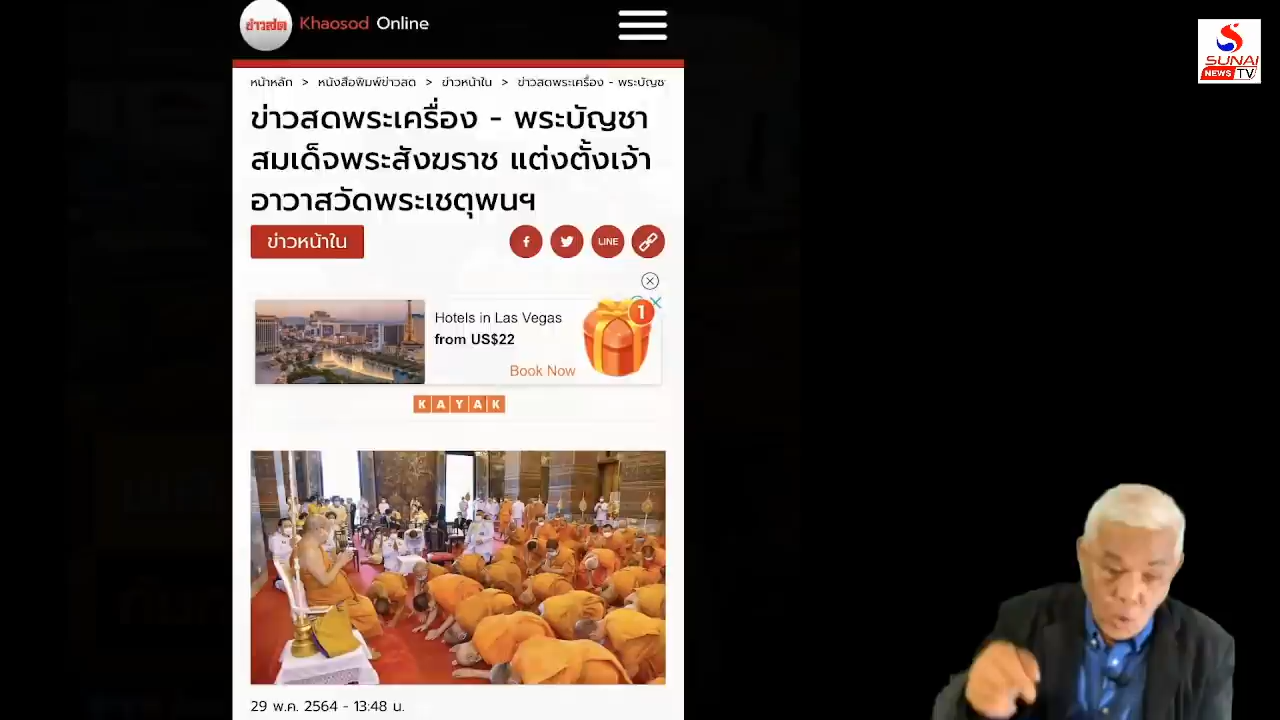 ข่าวสด
Khaosod Online
SUNAI
NEWS TV
หน้าหลัก > หนังสือพิมพ์ข่าวสด > ข่าวหน้าใน > ข่าวสดพระเครื่อง - พระบัญช
ข่าวสดพระเครื่อง - พระบัญชา
สมเด็จพระสังฆราช แต่งตั้งเจ้า
อาวาสวัดพระเชตุพนฯ
ข่าวหน้าใน
LINE
Hotels in Las Vegas
from US$22
1
Book Now
KAYAK
29 พ.ค. 2564 - 13:48 น.